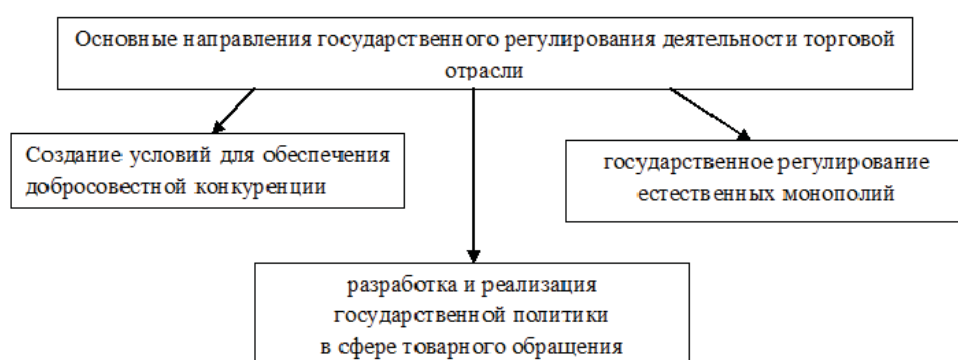 Основные направления государственного регулирования деятельности торговой
отрасли
Создание условий для обеспечения
добросовестной конкуренции
государственное регулирование
естественных монополий
разработка и реализация
государственной политики
в сфере товарного обращения